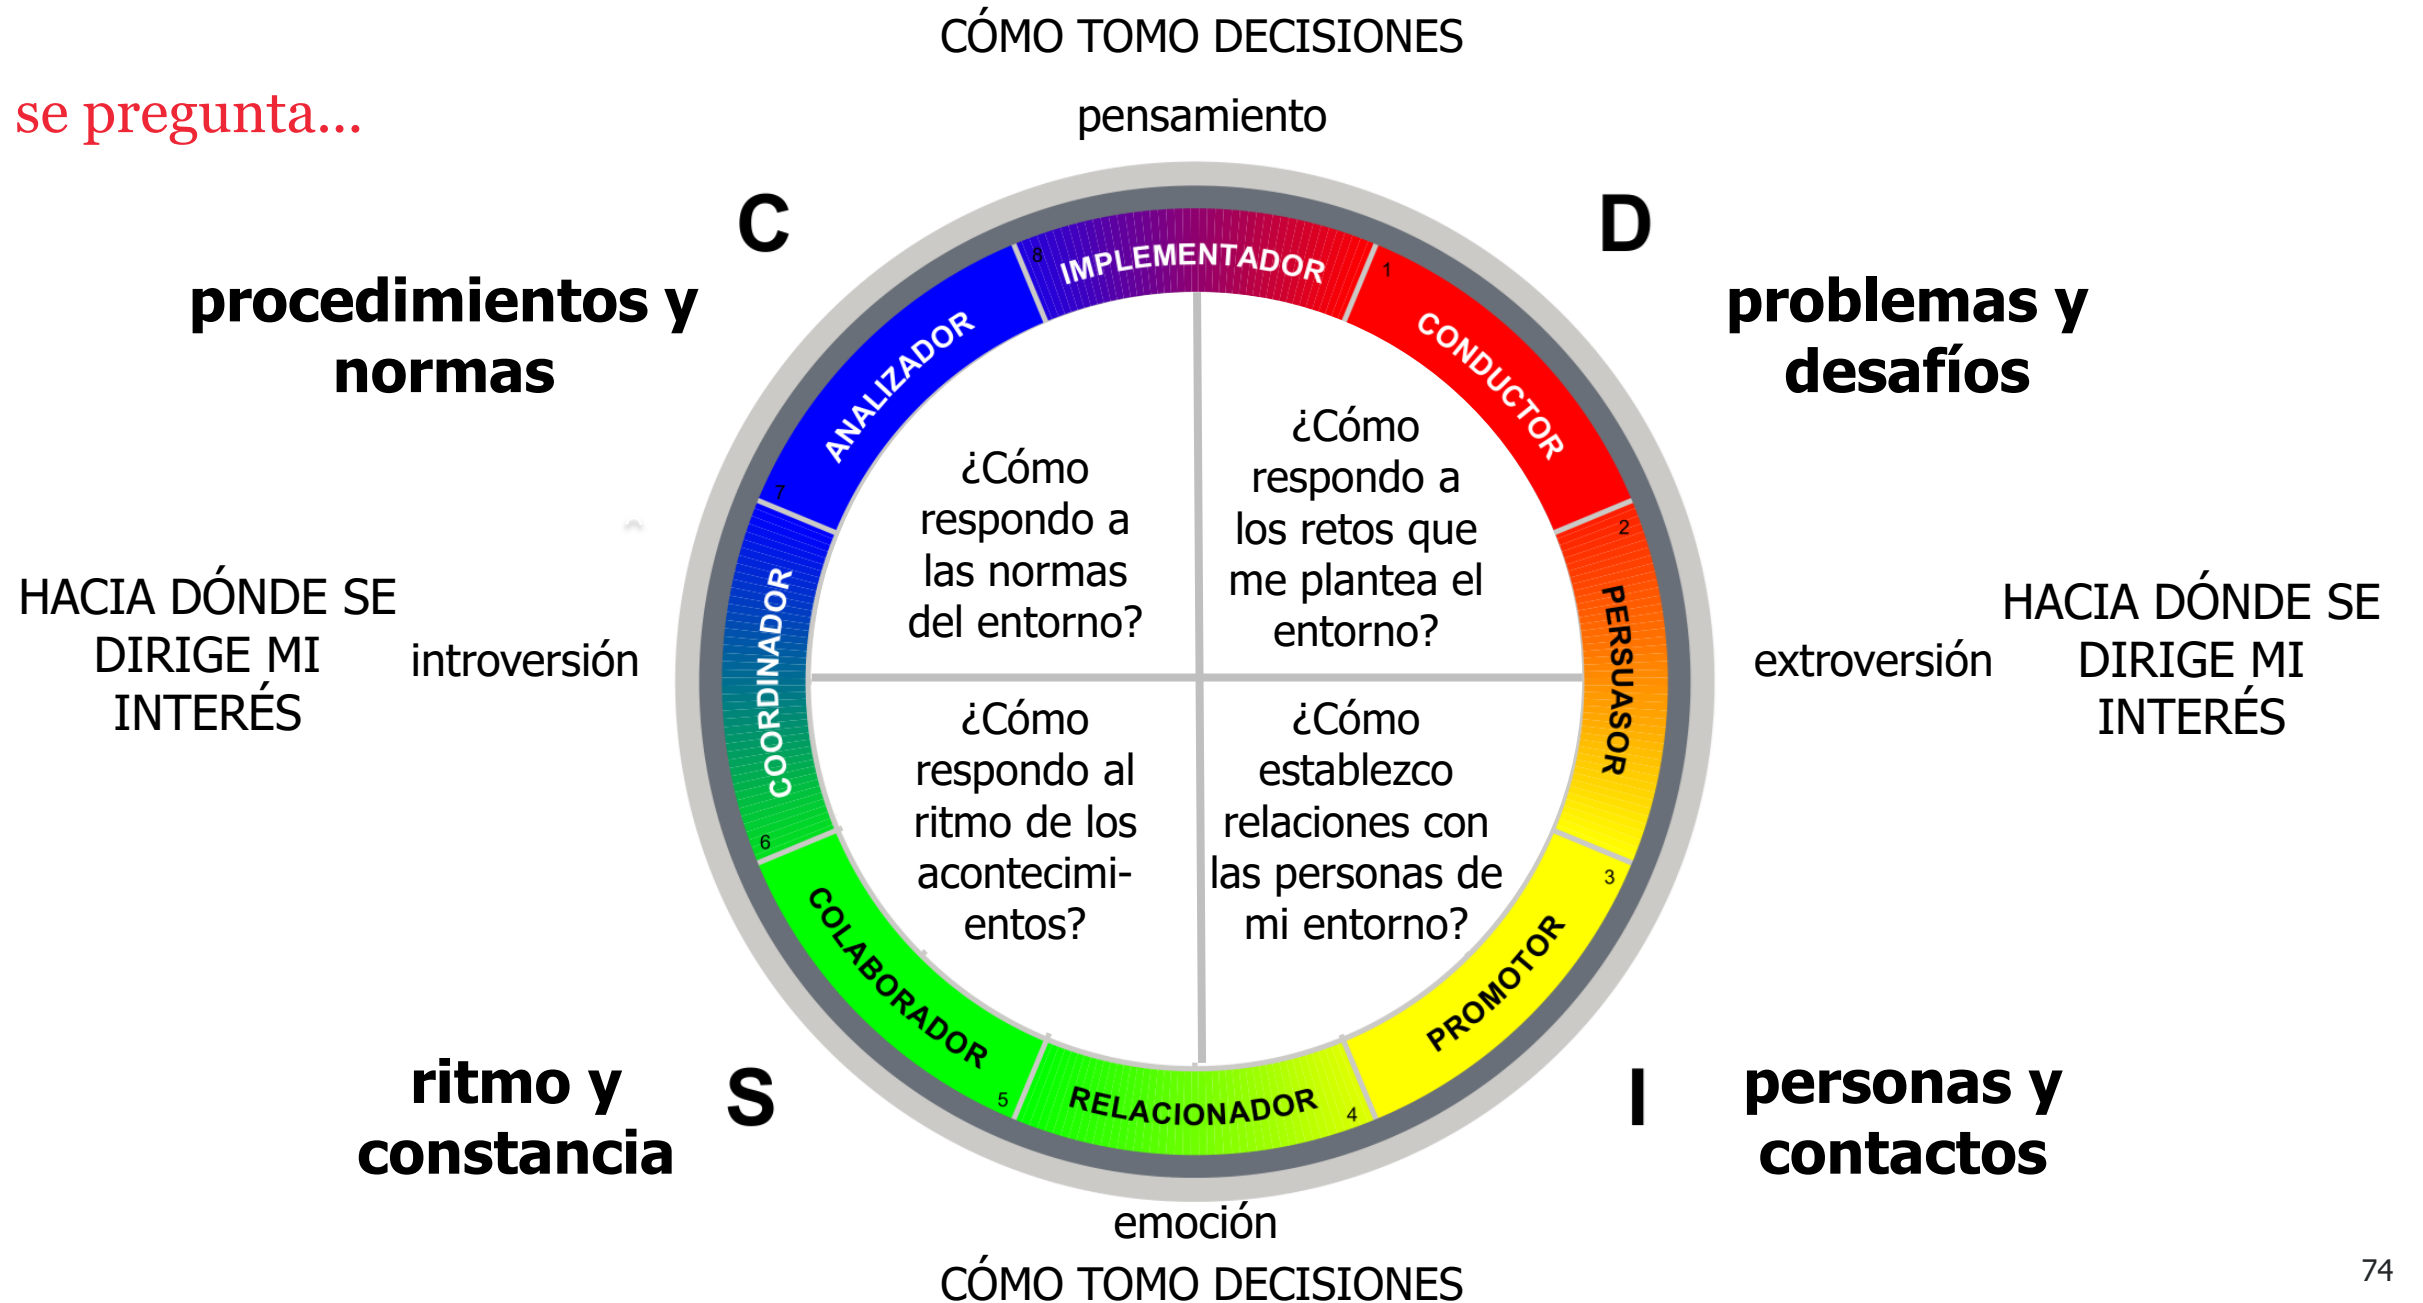 CÓMO TOMO DECISIONES
se pregunta...
pensamiento
C
D
procedimientos y
normas
problemas y
desafíos
8
IMPLEMENTADOR
1
CONDUCTOR
ANALIZADOR
7
2
PERSUASOR
COORDINADOR
6
3
PROMOTOR
COLABORADOR
5
RELACIONADOR
4
¿Cómo
respondo a
las normas
del entorno?
¿Cómo
respondo a
los retos que
me plantea el
entorno?
HACIA DÓNDE SE
DIRIGE MI
INTERÉS
introversión
extroversión
HACIA DÓNDE SE
DIRIGE MI
INTERÉS
¿Cómo
respondo al
ritmo de los
acontecimi-
entos?
¿Cómo
establezco
relaciones con
las personas de
mi entorno?
ritmo y
constancia
S
I
personas y
contactos
emoción
CÓMO TOMO DECISIONES
74